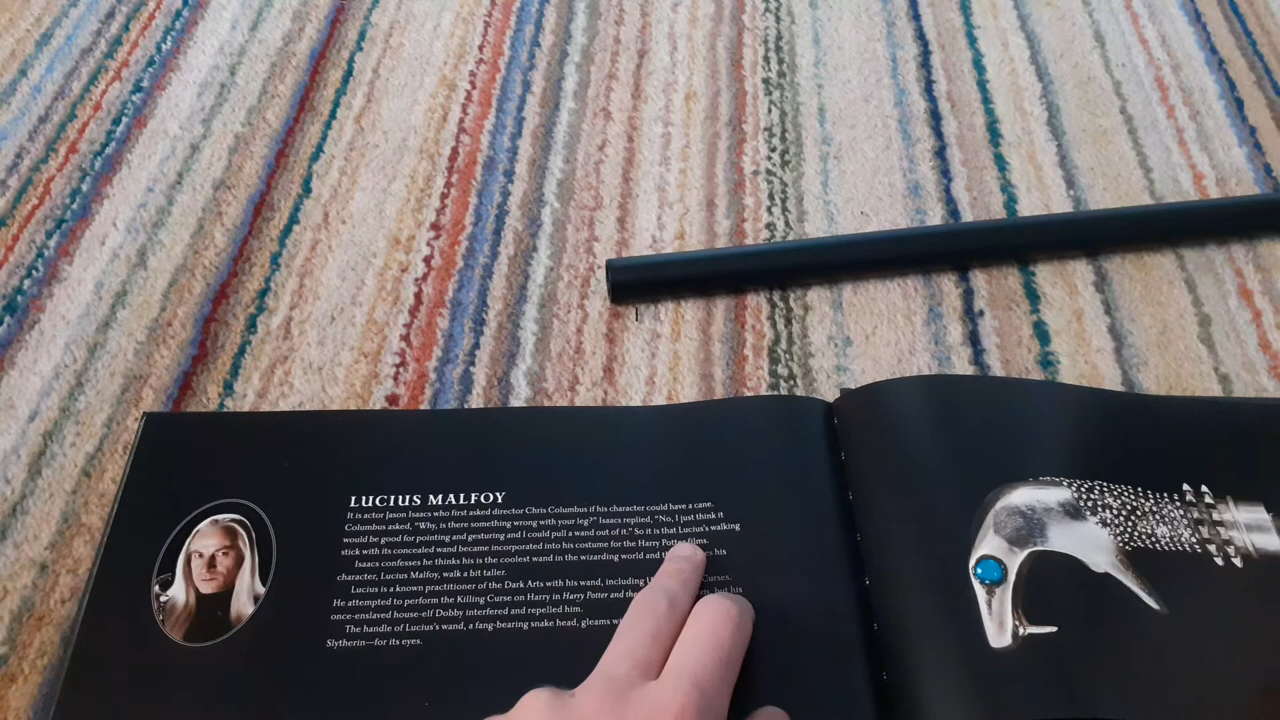 LUCIUS MALFOY
It is actor Jason Isaacs who first asked director Chris Columbus if his character could have a cane.
Columbus asked, "Why, is there something wrong with your leg?" Isaacs replied, "No, I just think it
would be good for pointing and gesturing and I could pull a wand out of it." So it is that Lucius's walking
stick with its concealed wand became incorporated into his costume for the Harry Potter films.
Isaacs confesses he thinks his is the coolest wand in the wizarding world and his
character, Lucius Malfoy, walk a bit taller.
Lucius is a known practitioner of the Dark Arts with his wand, including Curses.
He attempted to perform the Killing Curse on Harry in Harry Potter and the but his
once-enslaved house-elf Dobby interfered and repelled him.
The handle of Lucius's wand, a fang-bearing snake head, gleams
Slytherin—for its eyes.